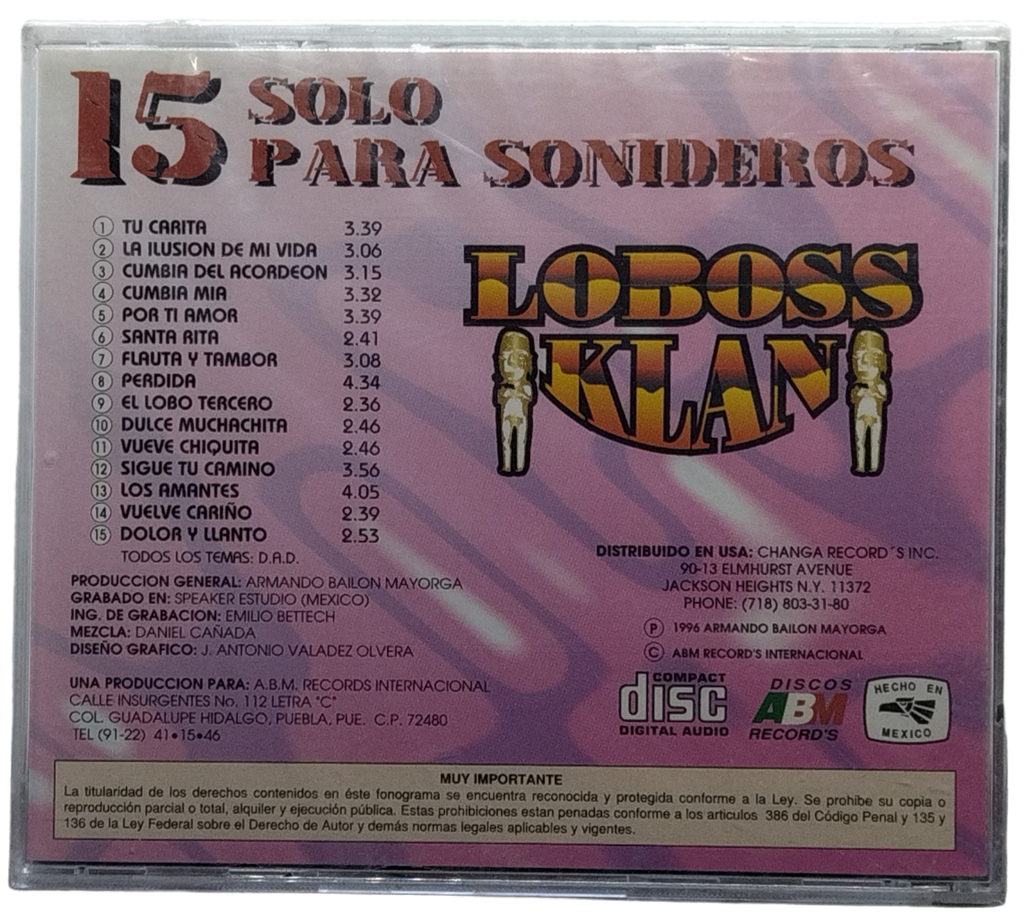 15 SOLO
PARA SONIDEROS
1 TU CARITA 3.39
2 LA ILUSION DE MI VIDA 3.06
3 CUMBIA DEL ACORDEON 3.15
4 CUMBIA MIA 3.32
5 POR TI AMOR 3.39
6 SANTA RITA 2.41
7 FLAUTA Y TAMBOR 3.08
8 PERDIDA 4.34
9 EL LOBO TERCERO 2.36
10 DULCE MUCHACHITA 2.46
11 VUEVE CHIQUITA 2.46
12 SIGUE TU CAMINO 3.56
13 LOS AMANTES 4.05
14 VUELVE CARIÑO 2.39
15 DOLOR Y LLANTO 2.53
TODOS LOS TEMAS: D.A.D.
LOBOSS
KLAN
PRODUCCION GENERAL: ARMANDO BAILON MAYORGA
GRABADO EN: SPEAKER ESTUDIO (MEXICO)
ING. DE GRABACION: EMILIO BETTECH
MEZCLA: DANIEL CAÑADA
DISEÑO GRAFICO: J. ANTONIO VALADEZ OLVERA
UNA PRODUCCION PARA: A.B.M. RECORDS INTERNACIONAL
CALLE INSURGENTES No. 112 LETRA "C"
COL. GUADALUPE HIDALGO, PUEBLA, PUE. C.P. 72480
TEL (91-22) 41•15•46
DISTRIBUIDO EN USA: CHANGA RECORD´S INC.
90-13 ELMHURST AVENUE
JACKSON HEIGHTS N.Y. 11372
PHONE: (718) 803-31-80
Ⓟ 1996 ARMANDO BAILON MAYORGA
© ABM RECORD'S INTERNACIONAL
COMPACT
disc
DIGITAL AUDIO
DISCOS
ABM
RECORD'S
HECHO EN
MEXICO
MUY IMPORTANTE
La titularidad de los derechos contenidos en éste fonograma se encuentra reconocida y protegida conforme a la Ley. Se prohibe su copia o
reproducción parcial o total, alquiler y ejecución pública. Estas prohibiciones estan penadas conforme a los articulos 386 del Código Penal y 135 y
136 de la Ley Federal sobre el Derecho de Autor y demás normas legales aplicables y vigentes.